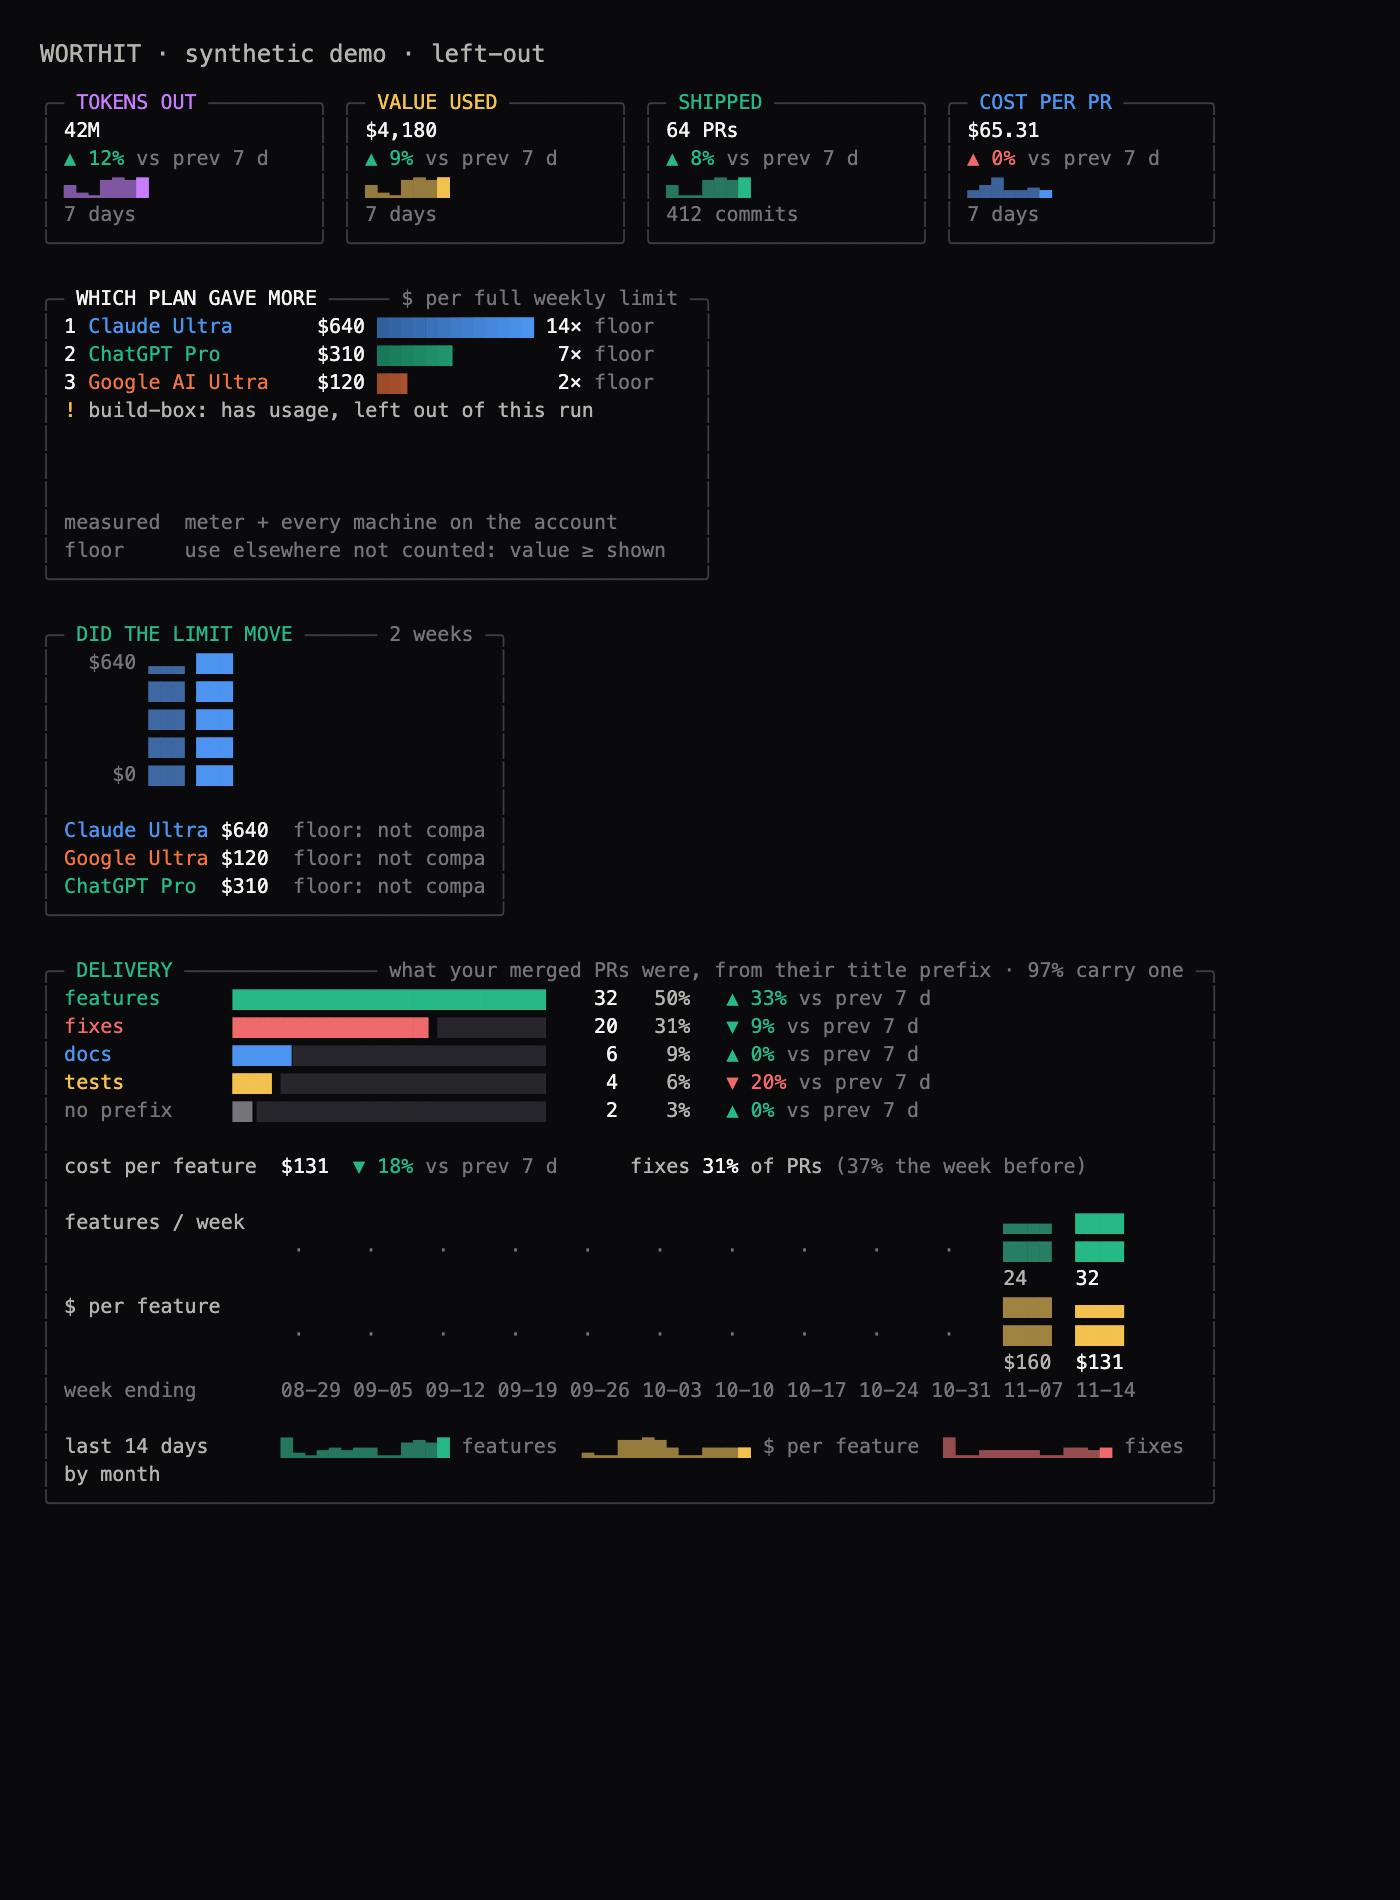 WORTHIT · synthetic demo · left-out
TOKENS OUT
42M
▲ 12% vs prev 7 d
7 days
VALUE USED
$4,180
▲ 9% vs prev 7 d
7 days
SHIPPED
64 PRs
▲ 8% vs prev 7 d
412 commits
COST PER PR
$65.31
▲ 0% vs prev 7 d
7 days
WHICH PLAN GAVE MORE $ per full weekly limit
1 Claude Ultra $640 14× floor
2 ChatGPT Pro $310 7× floor
3 Google AI Ultra $120 2× floor
! build-box: has usage, left out of this run
measured meter + every machine on the account
floor use elsewhere not counted: value ≥ shown
DID THE LIMIT MOVE 2 weeks
$640
$0
Claude Ultra $640 floor: not compa
Google Ultra $120 floor: not compa
ChatGPT Pro $310 floor: not compa
DELIVERY what your merged PRs were, from their title prefix · 97% carry one
features 32 50% ▲ 33% vs prev 7 d
fixes 20 31% ▼ 9% vs prev 7 d
docs 6 9% ▲ 0% vs prev 7 d
tests 4 6% ▼ 20% vs prev 7 d
no prefix 2 3% ▲ 0% vs prev 7 d
cost per feature $131 ▼ 18% vs prev 7 d fixes 31% of PRs (37% the week before)
features / week
24 32
$ per feature
$160 $131
week ending 08-29 09-05 09-12 09-19 09-26 10-03 10-10 10-17 10-24 10-31 11-07 11-14
last 14 days features $ per feature fixes
by month